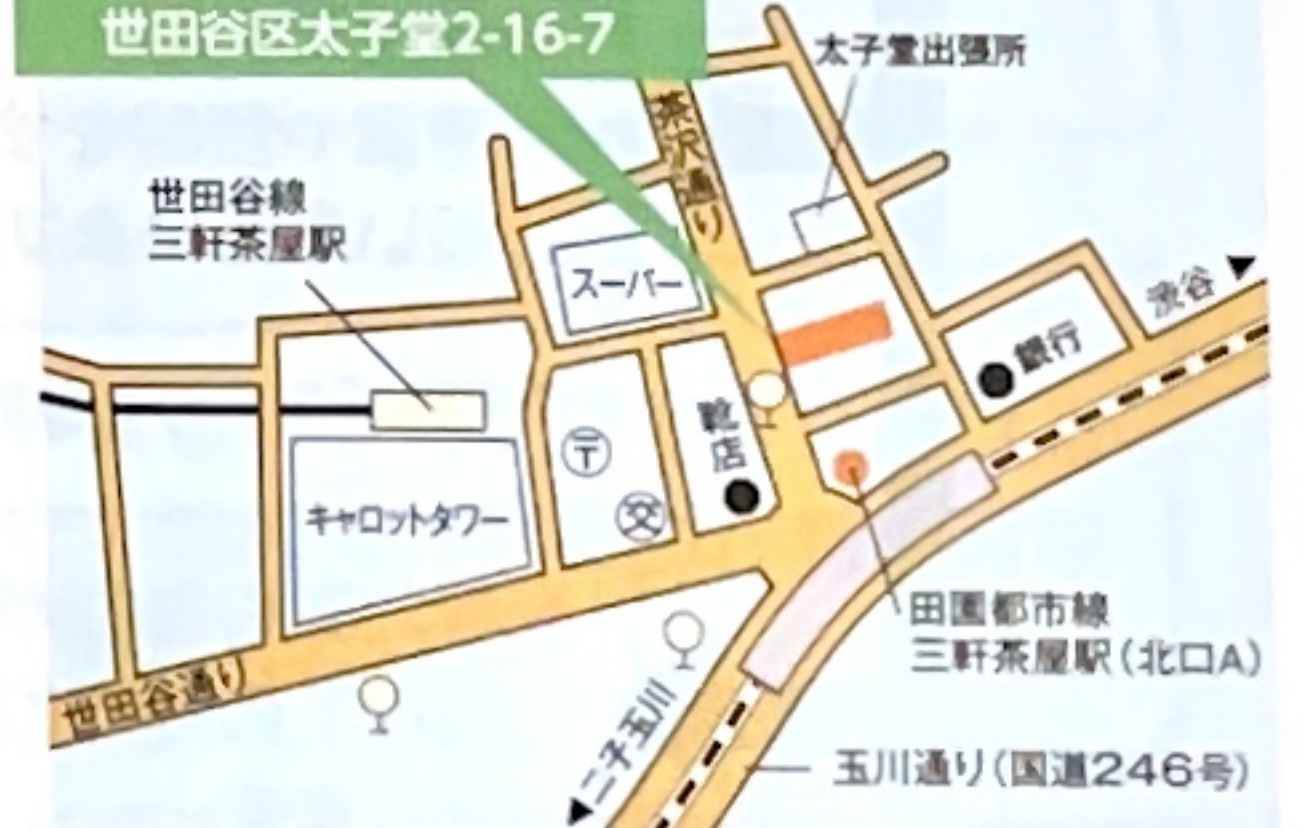 世田谷区太子堂2-16-7
太子堂出張所
茶沢通り
世田谷線
三軒茶屋駅
スーパー
渋谷
銀行
靴店
〒
キャロットタワー
田園都市線
三軒茶屋駅(北口A)
世田谷通り
二子玉川
玉川通り(国道246号)